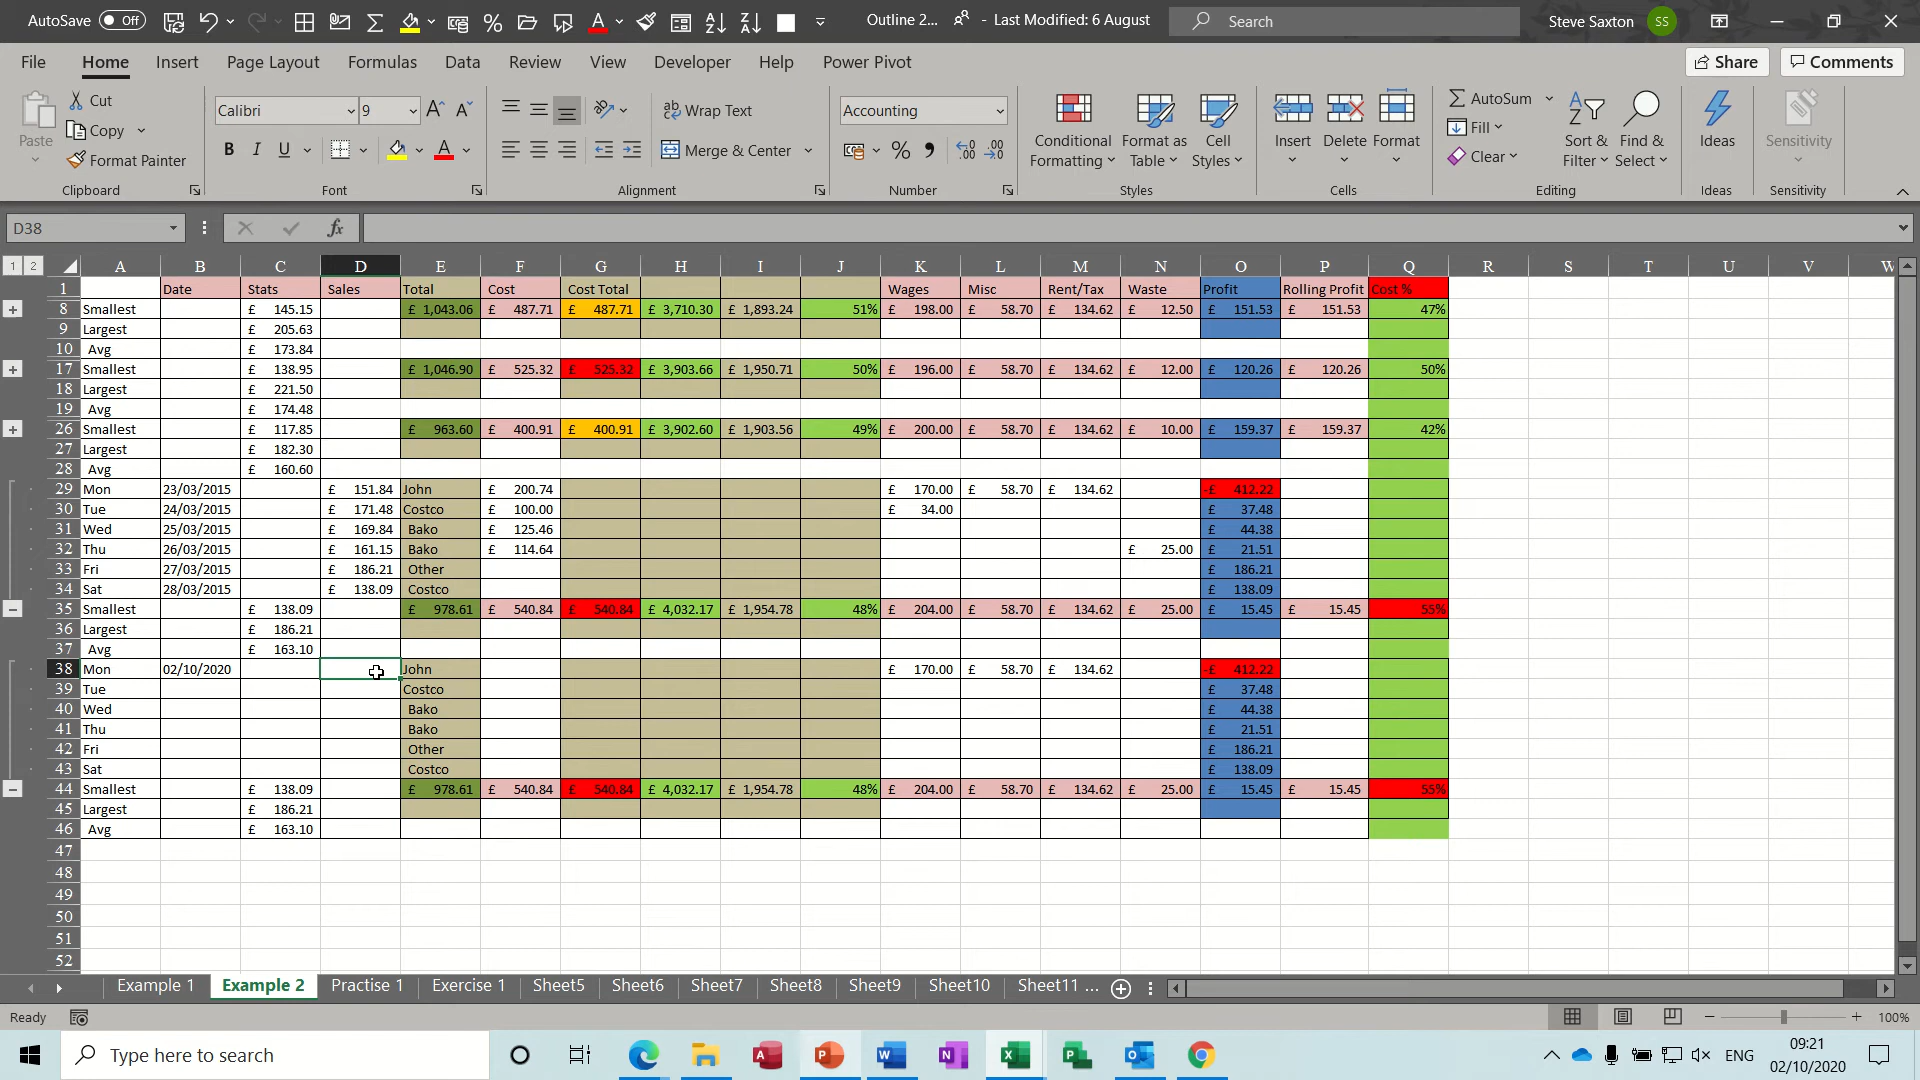 AutoSave Off Outline 2... - Last Modified: 6 August Search Steve Saxton SS
File Home Insert Page Layout Formulas Data Review View Developer Help Power Pivot Share Comments
Paste Cut Copy Format Painter Clipboard
Calibri 9 B I U Font
Wrap Text Merge & Center Alignment
Accounting % Number
Conditional Formatting Format as Table Cell Styles Styles
Insert Delete Format Cells
AutoSum Fill Clear Sort & Filter Find & Select Editing
Ideas Ideas Sensitivity Sensitivity
D38 fx
1 2 A B C D E F G H I J K L M N O P Q R S T U V W
1 Date Stats Sales Total Cost Cost Total Wages Misc Rent/Tax Waste Profit Rolling Profit Cost %
8 Smallest £ 145.15 £ 1,043.06 £ 487.71 £ 487.71 £ 3,710.30 £ 1,893.24 51% £ 198.00 £ 58.70 £ 134.62 £ 12.50 £ 151.53 £ 151.53 47%
9 Largest £ 205.63
10 Avg £ 173.84
17 Smallest £ 138.95 £ 1,046.90 £ 525.32 £ 525.32 £ 3,903.66 £ 1,950.71 50% £ 196.00 £ 58.70 £ 134.62 £ 12.00 £ 120.26 £ 120.26 50%
18 Largest £ 221.50
19 Avg £ 174.48
26 Smallest £ 117.85 £ 963.60 £ 400.91 £ 400.91 £ 3,902.60 £ 1,903.56 49% £ 200.00 £ 58.70 £ 134.62 £ 10.00 £ 159.37 £ 159.37 42%
27 Largest £ 182.30
28 Avg £ 160.60
29 Mon 23/03/2015 £ 151.84 John £ 200.74 £ 170.00 £ 58.70 £ 134.62 -£ 412.22
30 Tue 24/03/2015 £ 171.48 Costco £ 100.00 £ 34.00 £ 37.48
31 Wed 25/03/2015 £ 169.84 Bako £ 125.46 £ 44.38
32 Thu 26/03/2015 £ 161.15 Bako £ 114.64 £ 25.00 £ 21.51
33 Fri 27/03/2015 £ 186.21 Other £ 186.21
34 Sat 28/03/2015 £ 138.09 Costco £ 138.09
35 Smallest £ 138.09 £ 978.61 £ 540.84 £ 540.84 £ 4,032.17 £ 1,954.78 48% £ 204.00 £ 58.70 £ 134.62 £ 25.00 £ 15.45 £ 15.45 55%
36 Largest £ 186.21
37 Avg £ 163.10
38 Mon 02/10/2020 John £ 170.00 £ 58.70 £ 134.62 -£ 412.22
39 Tue Costco £ 37.48
40 Wed Bako £ 44.38
41 Thu Bako £ 21.51
42 Fri Other £ 186.21
43 Sat Costco £ 138.09
44 Smallest £ 138.09 £ 978.61 £ 540.84 £ 540.84 £ 4,032.17 £ 1,954.78 48% £ 204.00 £ 58.70 £ 134.62 £ 25.00 £ 15.45 £ 15.45 55%
45 Largest £ 186.21
46 Avg £ 163.10
47
48
49
50
51
52
Example 1 Example 2 Practise 1 Exercise 1 Sheet5 Sheet6 Sheet7 Sheet8 Sheet9 Sheet10 Sheet11 ...
Ready 100%
Type here to search ENG 09:21
02/10/2020